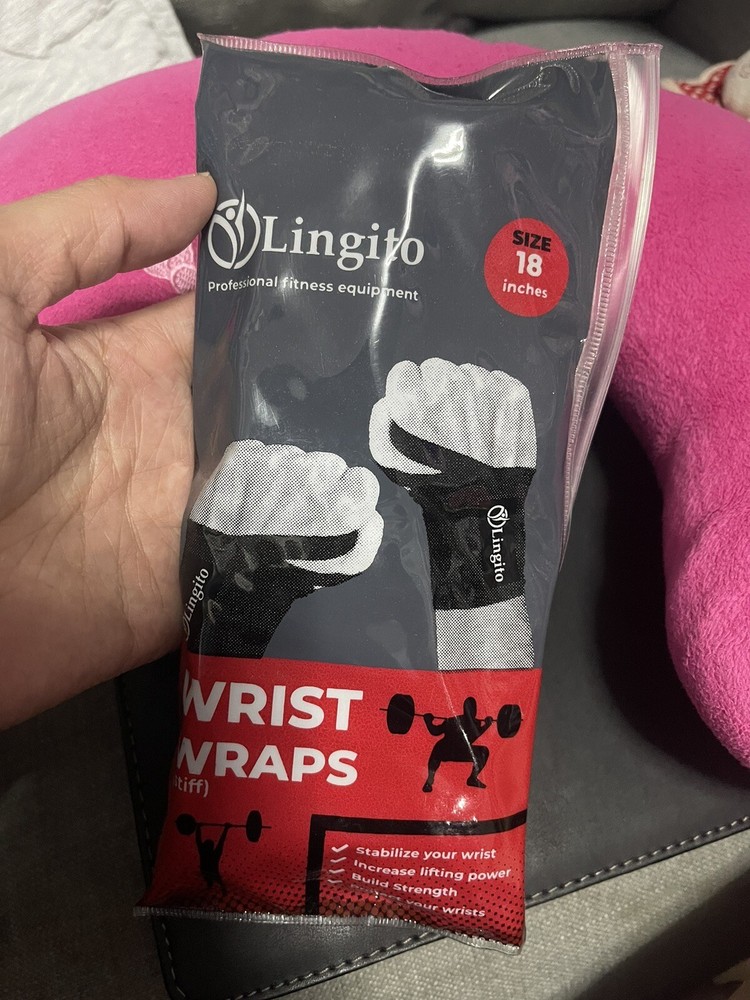 Lingito
Professional fitness equipment
SIZE
18
inches
Lingito
Lingito
WRIST
WRAPS
Stabilize your wrist
Increase lifting power
Build Strength
your wrists